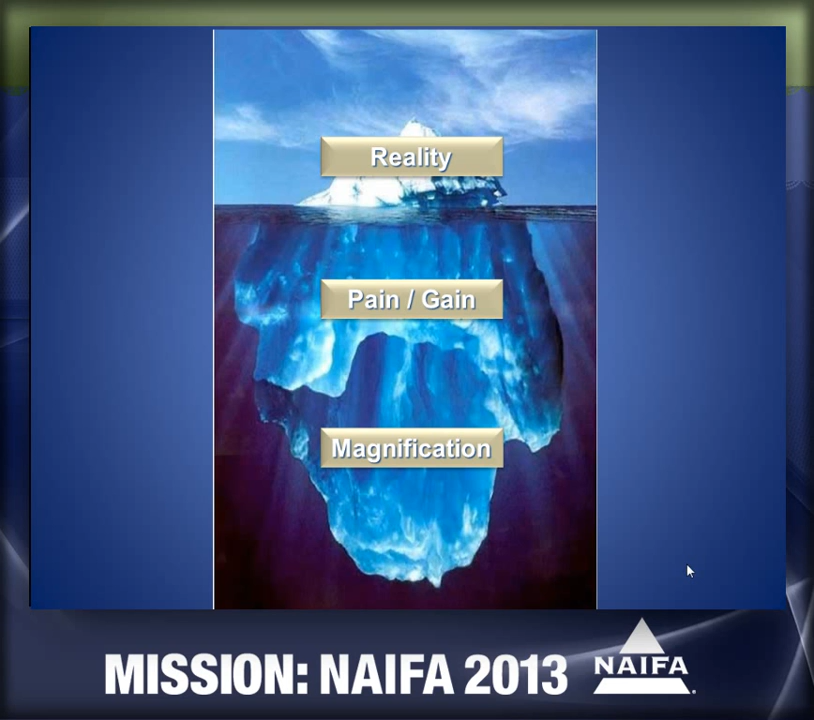 Reality
Pain / Gain
Magnification
MISSION: NAIFA 2013
NAIFA